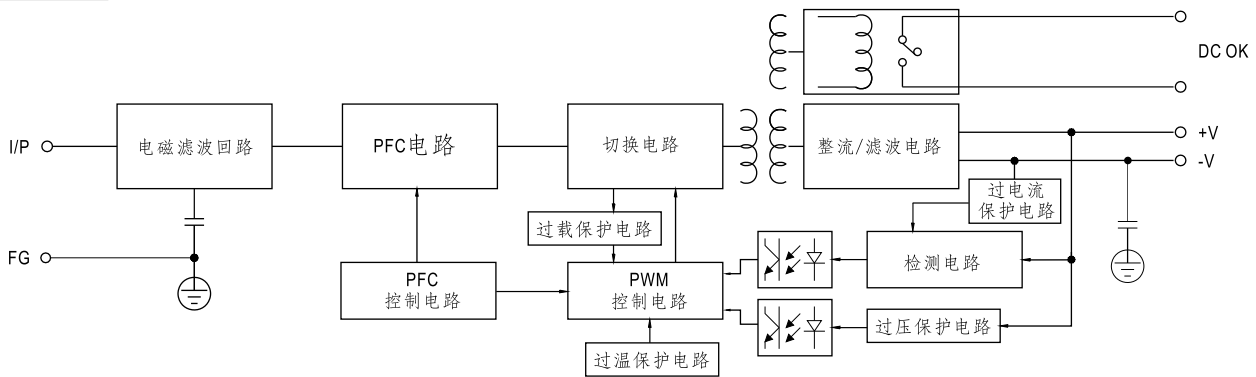 DC OK
I/P
电磁滤波回路
PFC电路
切换电路
整流/滤波电路
+V
-V
过电流
保护电路
过载保护电路
FG
PFC
控制电路
PWM
控制电路
检测电路
过压保护电路
过温保护电路